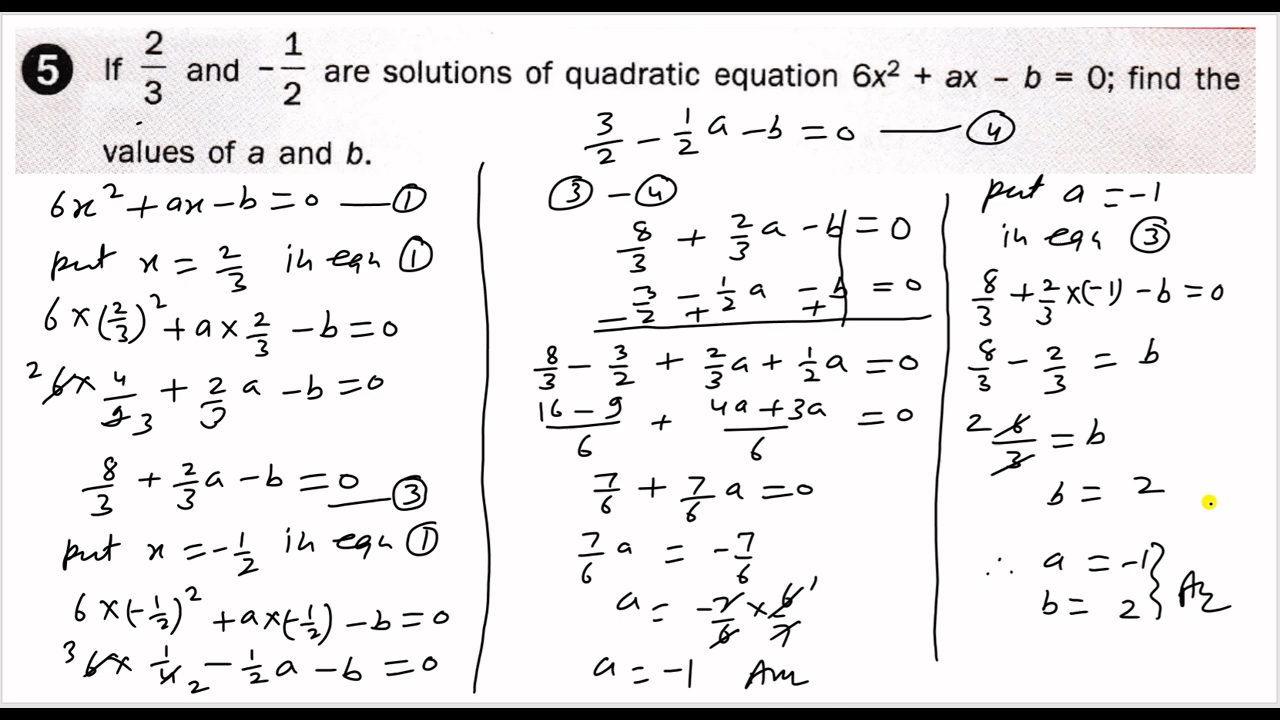 5 If 2/3 and -1/2 are solutions of quadratic equation 6x² + ax – b = 0; find the
values of a and b.
6x² + ax - b = 0 — ①
put x = 2/3 in eqn ①
6 × (2/3)² + a × 2/3 - b = 0
2 6 × 4/9 3 + 2/3 a - b = 0
8/3 + 2/3 a - b = 0 — ③
put x = -1/2 in eqn ①
6 × (-1/2)² + a × (-1/2) - b = 0
3 6 × 1/4 2 - 1/2 a - b = 0
3/2 - 1/2 a - b = 0 — ④
③ - ④
8/3 + 2/3 a - b = 0
3/2 - 1/2 a - b = 0
- + +
8/3 - 3/2 + 2/3 a + 1/2 a = 0
16 - 9/6 + 4a + 3a/6 = 0
7/6 + 7/6 a = 0
7/6 a = -7/6
a = -7/6 × 6/7 1
a = -1 Ans
put a = -1
in eqn ③
8/3 + 2/3 × (-1) - b = 0
8/3 - 2/3 = b
2 6/3 = b
b = 2
∴ a = -1
b = 2 } Ans